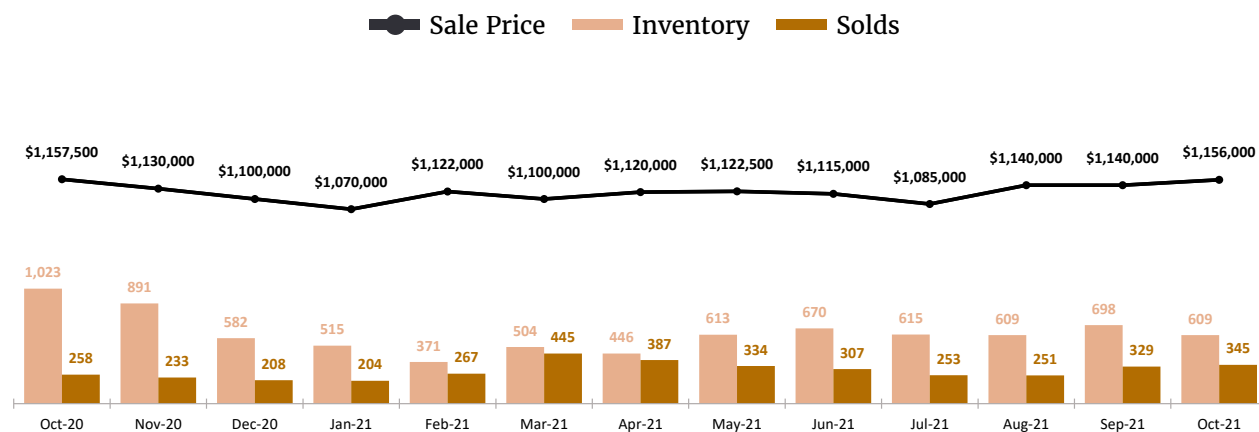 Sale Price Inventory Solds
$1,157,500 $1,130,000 $1,100,000 $1,070,000 $1,122,000 $1,100,000 $1,120,000 $1,122,500 $1,115,000 $1,085,000 $1,140,000 $1,140,000 $1,156,000
1,023 891 582 515 371 504 446 613 670 615 609 698 609
258 233 208 204 267 445 387 334 307 253 251 329 345
Oct-20 Nov-20 Dec-20 Jan-21 Feb-21 Mar-21 Apr-21 May-21 Jun-21 Jul-21 Aug-21 Sep-21 Oct-21